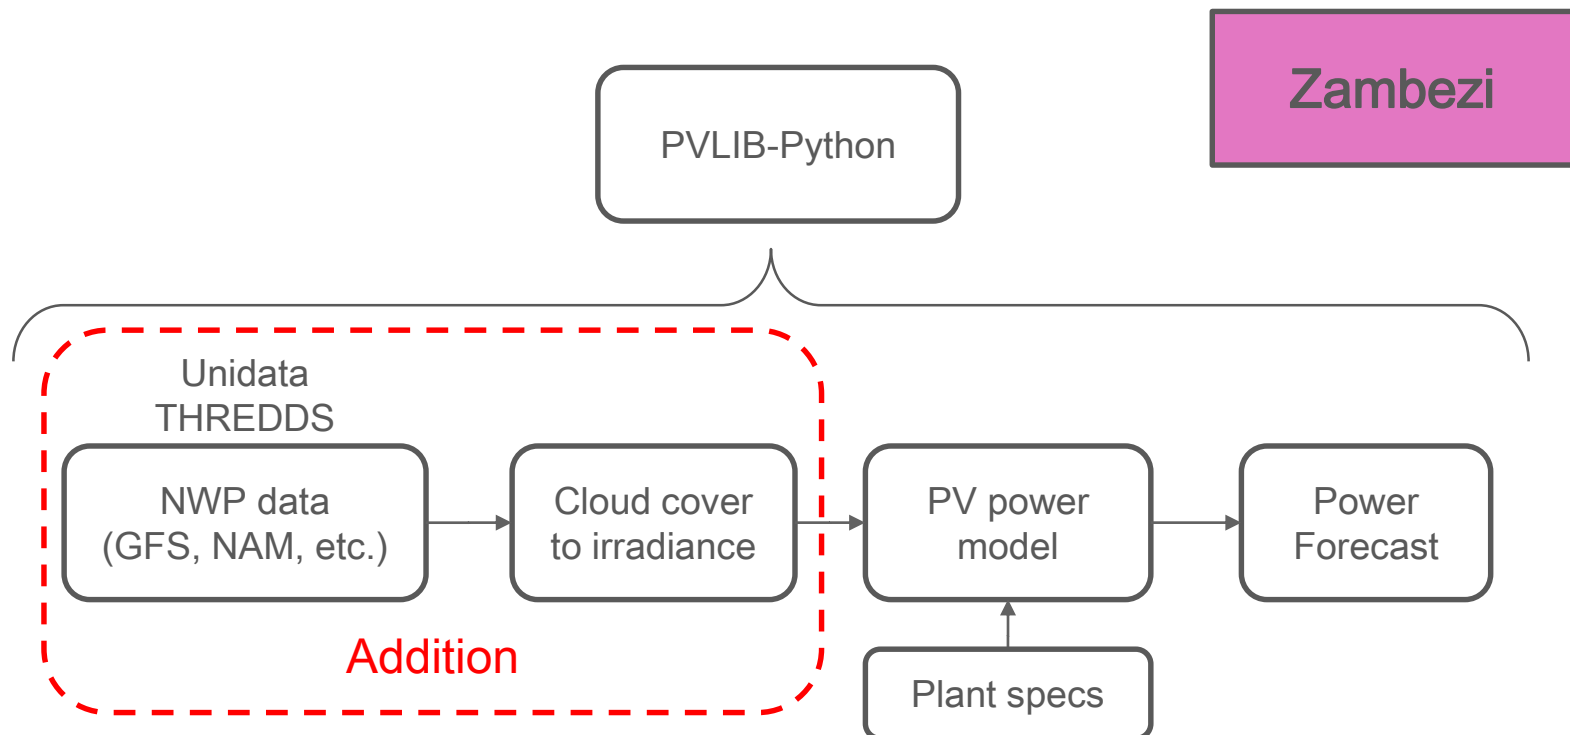 Zambezi
PVLIB-Python
Unidata
THREDDS
NWP data
(GFS, NAM, etc.)
Cloud cover
to irradiance
PV power
model
Power
Forecast
Addition
Plant specs